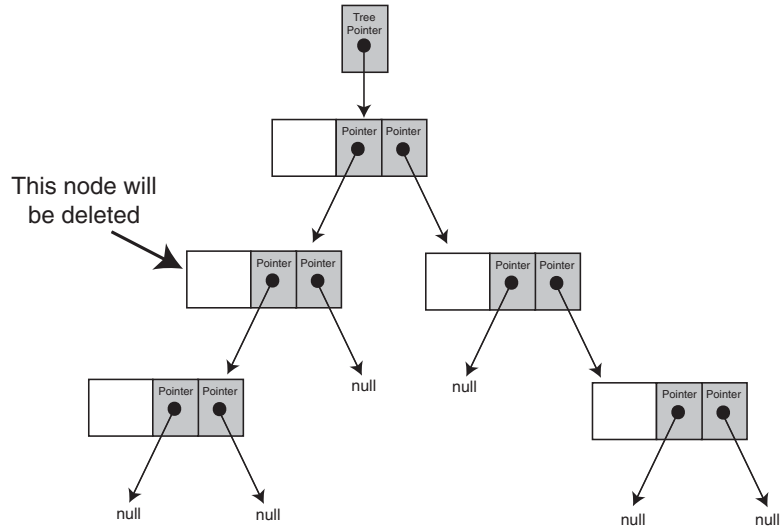 Tree
Pointer
Pointer Pointer
This node will
be deleted
Pointer Pointer
Pointer Pointer
null
null
Pointer Pointer
Pointer Pointer
null
null
null
null